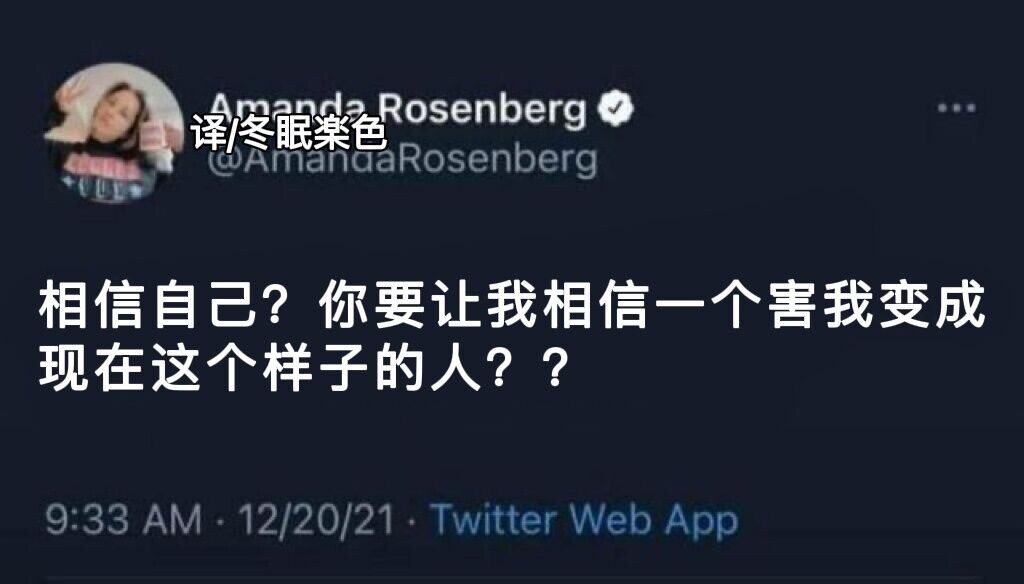 Amanda Rosenberg
译/冬眠楽色
@AmandaRosenberg
相信自己？你要让我相信一个害我变成
现在这个样子的人？？
9:33 AM · 12/20/21 · Twitter Web App